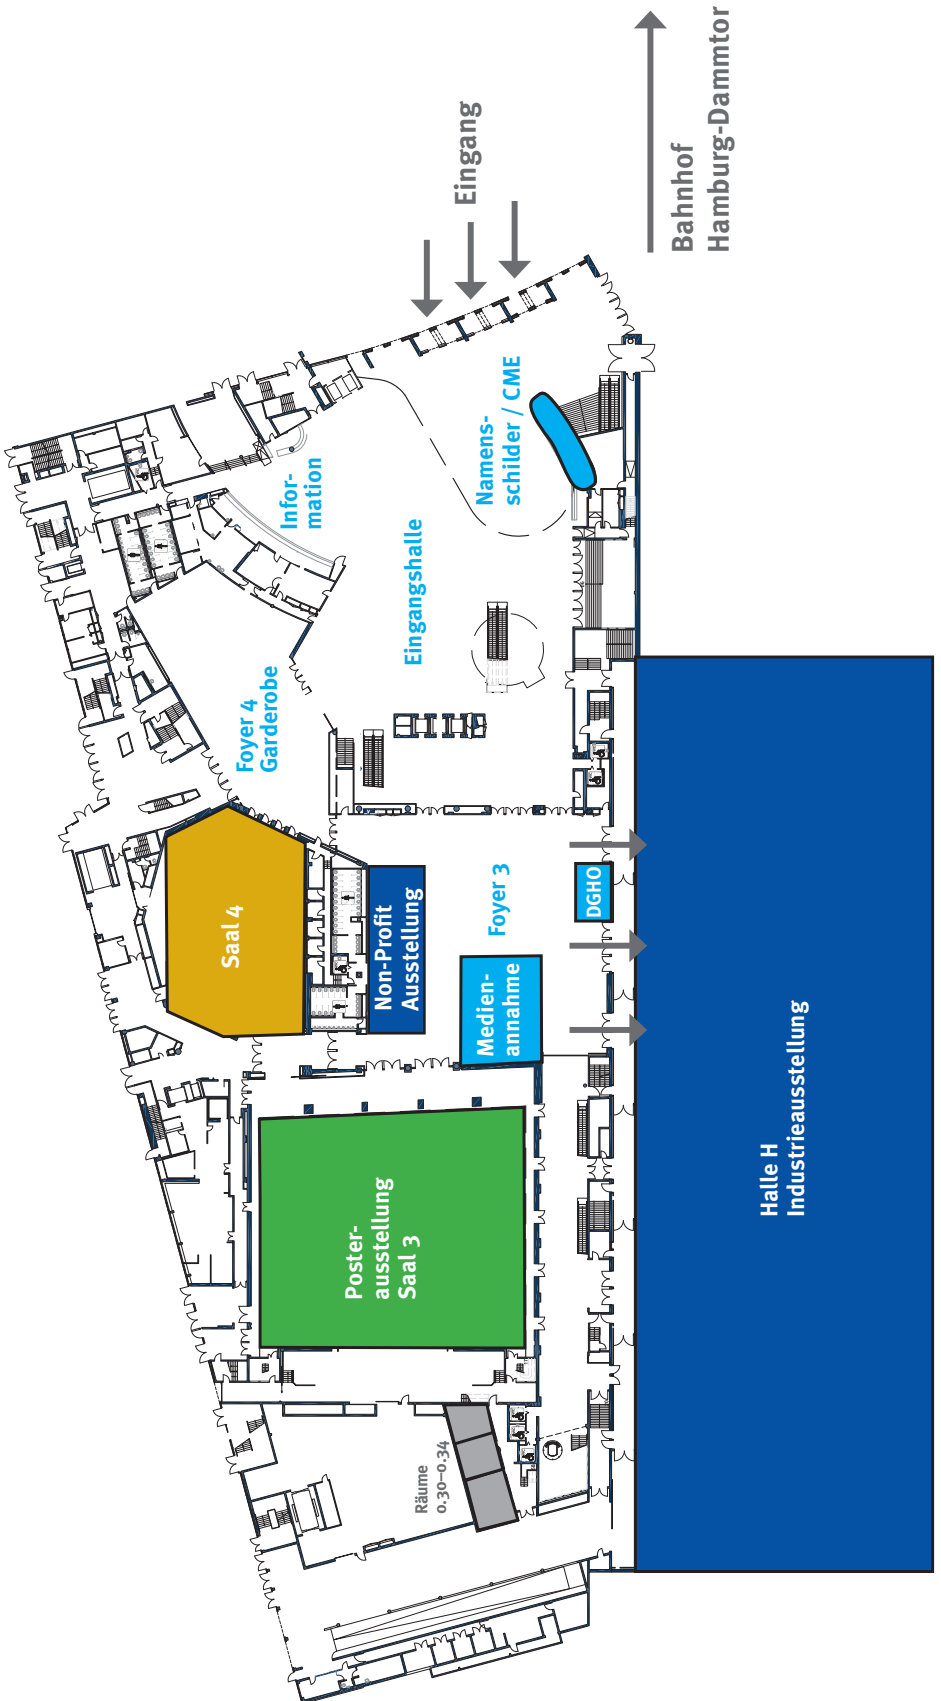 Bahnhof
Hamburg-Dammtor
Eingang
Namens-
schilder / CME
Infor-
mation
Eingangshalle
Foyer 4
Garderobe
Foyer 3
DGHO
Saal 4
Non-Profit
Ausstellung
Medien-
annahme
Halle H
Industrieausstellung
Poster-
ausstellung
Saal 3
Räume
0.30–0.34